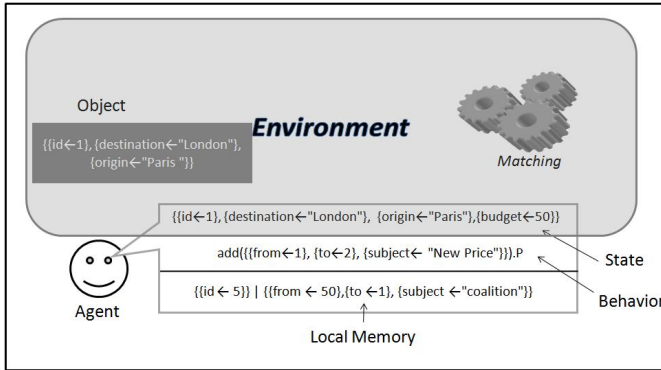 Object
{{id←1}, {destination←"London"},
{origin←"Paris "}}
Environment
Matching
{{id←1}, {destination←"London"}, {origin←"Paris"},{budget←50}}
add({{from←1}, {to←2}, {subject← "New Price"}}).P
{{id ← 5}} | {{from ← 50},{to ←1}, {subject ←"coalition"}}
State
Behavior
Agent
Local Memory